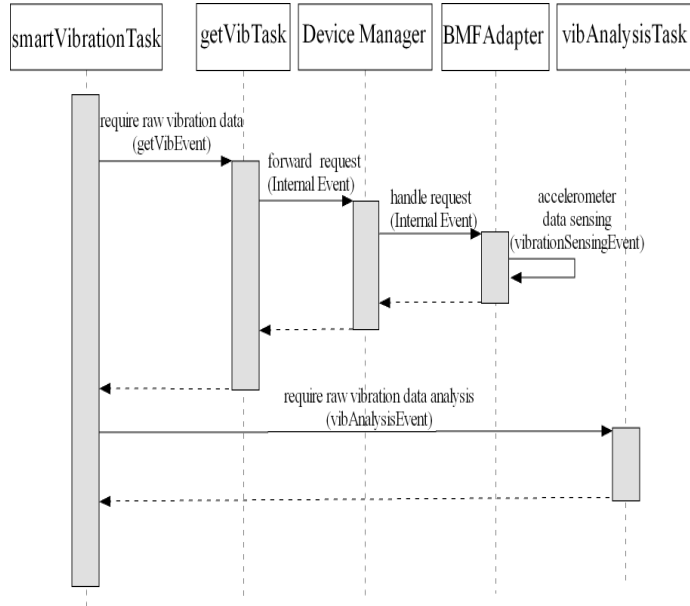 smartVibrationTask
getVibTask
Device Manager
BMFAdapter
vibAnalysisTask
require raw vibration data
(getVibEvent)
forward request
(Internal Event)
handle request
(Internal Event)
accelerometer
data sensing
(vibrationSensingEvent)
require raw vibration data analysis
(vibAnalysisEvent)